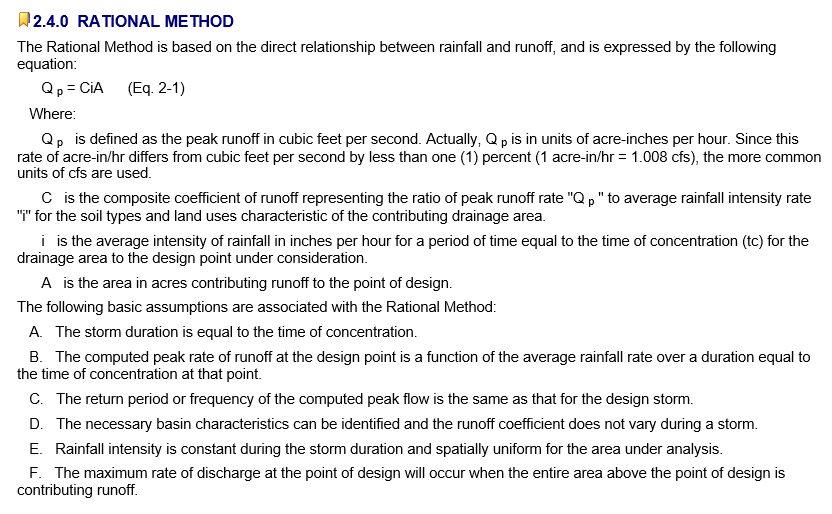 2.4.0 RATIONAL METHOD
The Rational Method is based on the direct relationship between rainfall and runoff, and is expressed by the following
equation:
Q p = CiA (Eq. 2-1)
Where:
Q p is defined as the peak runoff in cubic feet per second. Actually, Q p is in units of acre-inches per hour. Since this
rate of acre-in/hr differs from cubic feet per second by less than one (1) percent (1 acre-in/hr = 1.008 cfs), the more common
units of cfs are used.
C is the composite coefficient of runoff representing the ratio of peak runoff rate "Q p " to average rainfall intensity rate
"i" for the soil types and land uses characteristic of the contributing drainage area.
i is the average intensity of rainfall in inches per hour for a period of time equal to the time of concentration (tc) for the
drainage area to the design point under consideration.
A is the area in acres contributing runoff to the point of design.
The following basic assumptions are associated with the Rational Method:
A. The storm duration is equal to the time of concentration.
B. The computed peak rate of runoff at the design point is a function of the average rainfall rate over a duration equal to
the time of concentration at that point.
C. The return period or frequency of the computed peak flow is the same as that for the design storm.
D. The necessary basin characteristics can be identified and the runoff coefficient does not vary during a storm.
E. Rainfall intensity is constant during the storm duration and spatially uniform for the area under analysis.
F. The maximum rate of discharge at the point of design will occur when the entire area above the point of design is
contributing runoff.